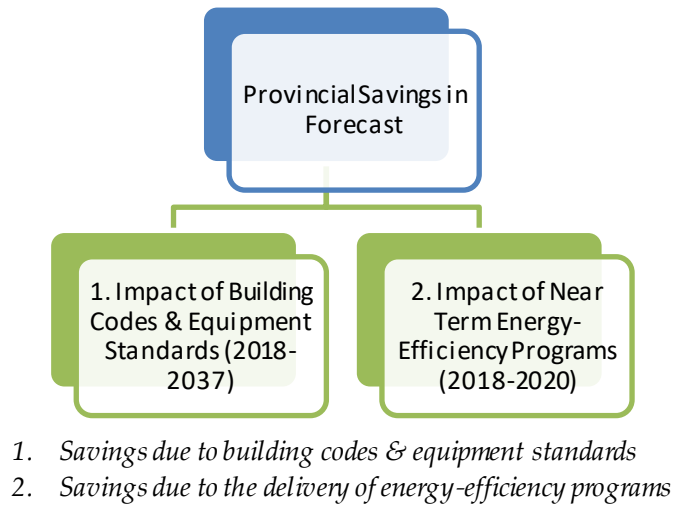 Provincial Savings in
Forecast
1. Impact of Building
Codes & Equipment
Standards (2018-
2037)
2. Impact of Near
Term Energy-
Efficiency Programs
(2018-2020)
1. Savings due to building codes & equipment standards
2. Savings due to the delivery of energy-efficiency programs